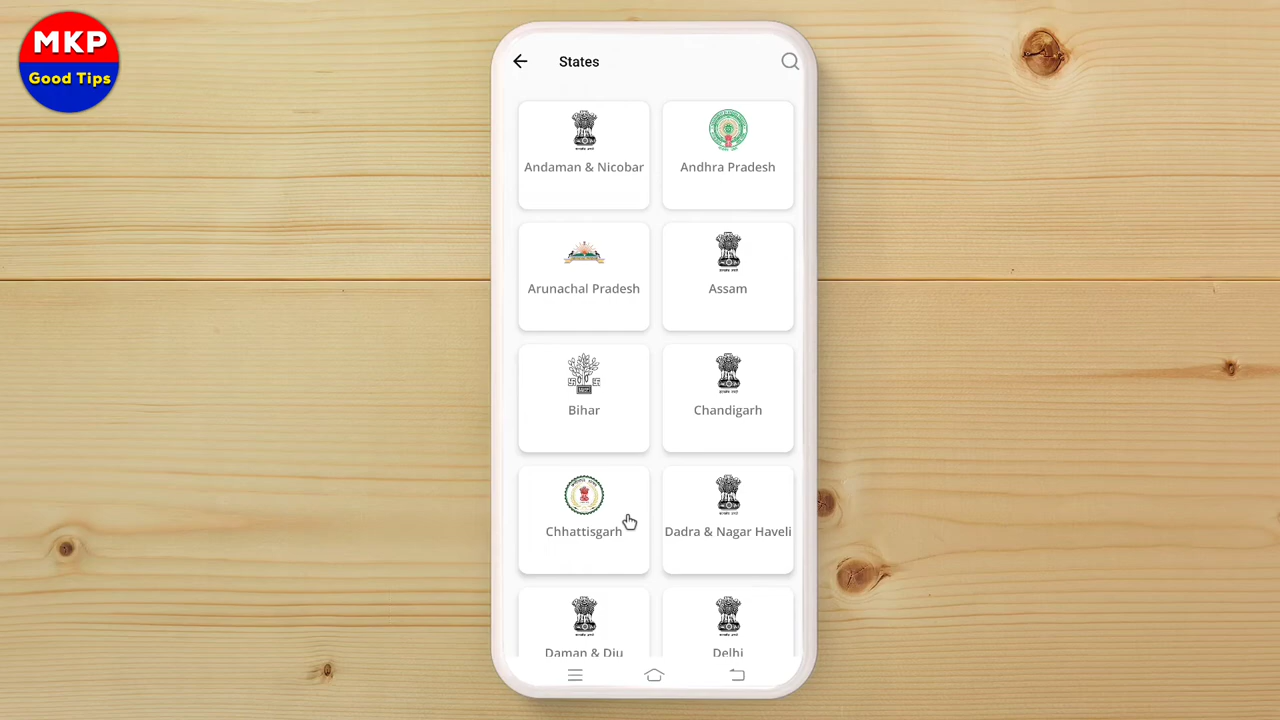 MKP
Good Tips
States
Andaman & Nicobar
Andhra Pradesh
Arunachal Pradesh
Assam
Bihar
Chandigarh
Chhattisgarh
Dadra & Nagar Haveli
Daman & Diu
Delhi